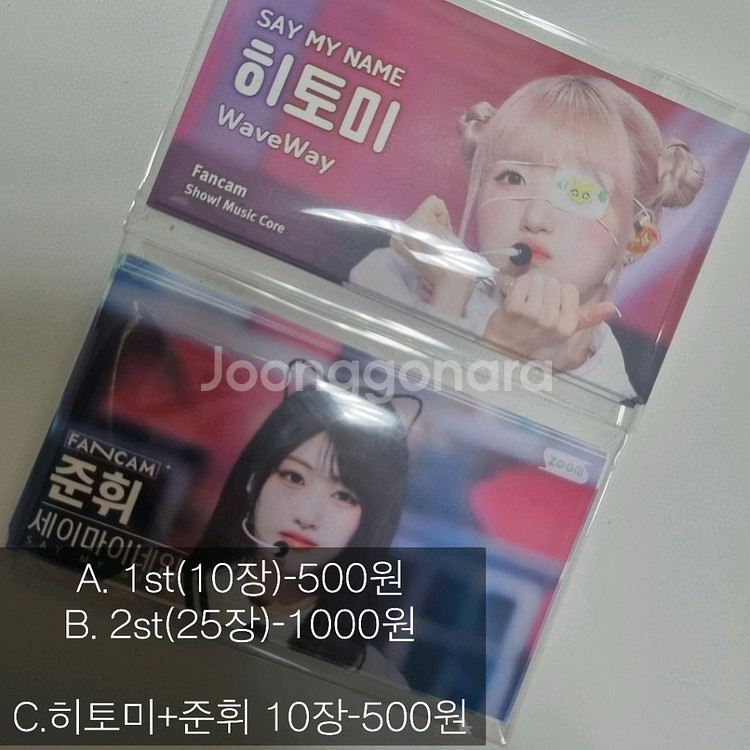 SAY MY NAME
히토미
WaveWay
Fancam
Show! Music Core
Joonggonara
zoom
FANCAM
준휘
세이마이네임
A. 1st(10장)-500원
B. 2st(25장)-1000원
C.히토미+준휘 10장-500원